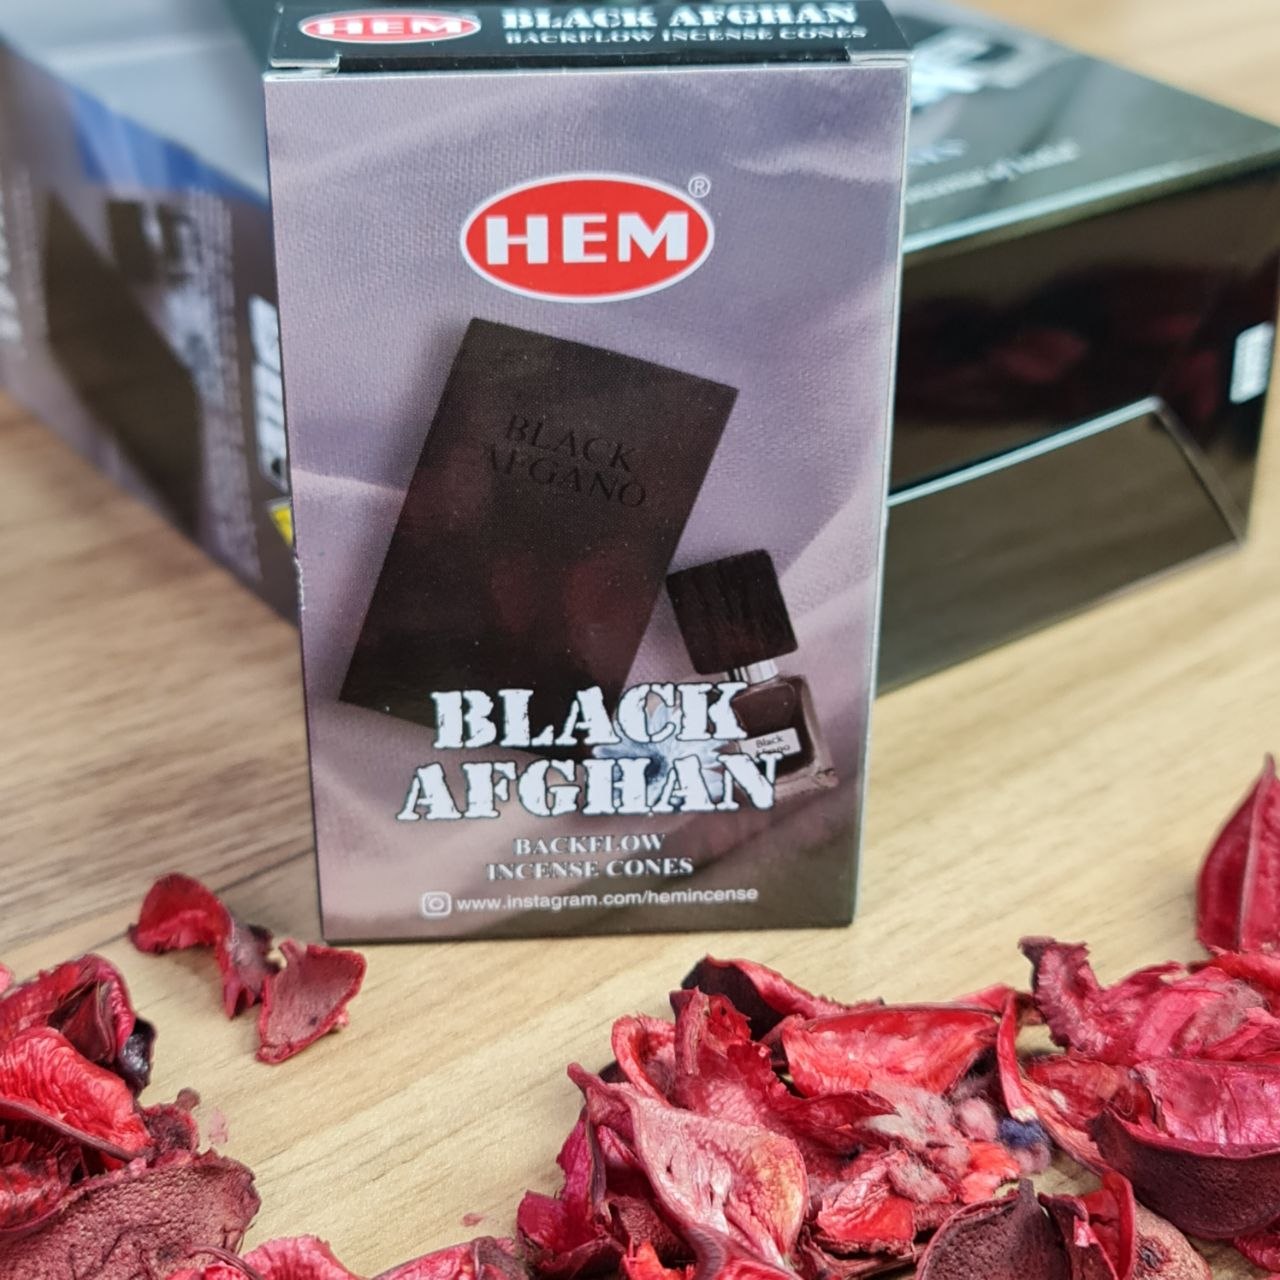 HEM
BLACK AFGHAN
BACKFLOW INCENSE CONES
HEM®
BLACK
AFGANO
Black
BLACK
AFGHAN
BACKFLOW
INCENSE CONES
www.instagram.com/hemincense